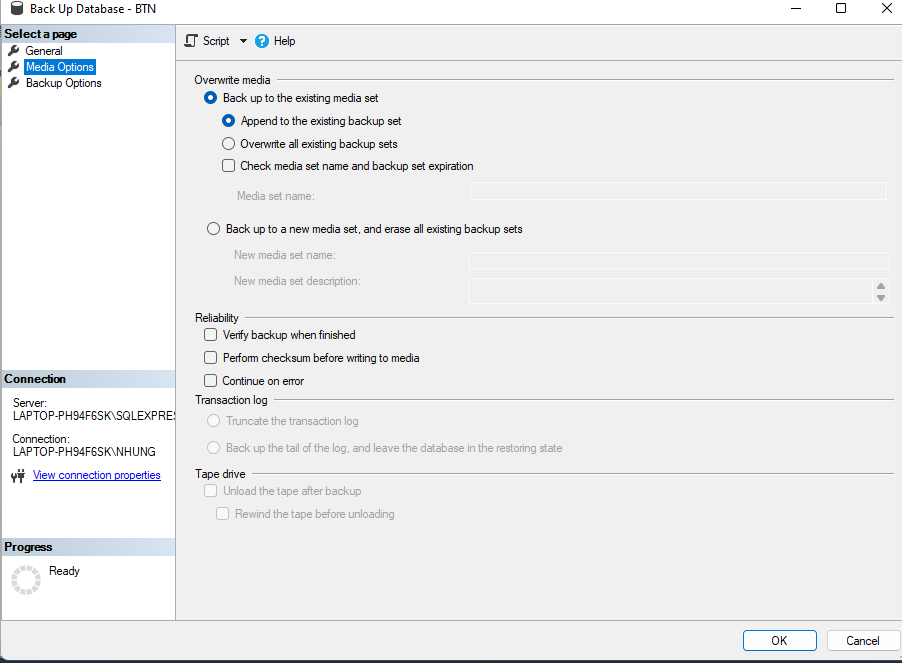 Back Up Database - BTN
Select a page
General
Media Options
Backup Options
Script
Help
Overwrite media
Back up to the existing media set
Append to the existing backup set
Overwrite all existing backup sets
Check media set name and backup set expiration
Media set name:
Back up to a new media set, and erase all existing backup sets
New media set name:
New media set description:
Reliability
Verify backup when finished
Perform checksum before writing to media
Continue on error
Transaction log
Truncate the transaction log
Back up the tail of the log, and leave the database in the restoring state
Tape drive
Unload the tape after backup
Rewind the tape before unloading
Connection
Server:
LAPTOP-PH94F6SK\SQLEXPRES
Connection:
LAPTOP-PH94F6SK\NHUNG
View connection properties
Progress
Ready
OK
Cancel